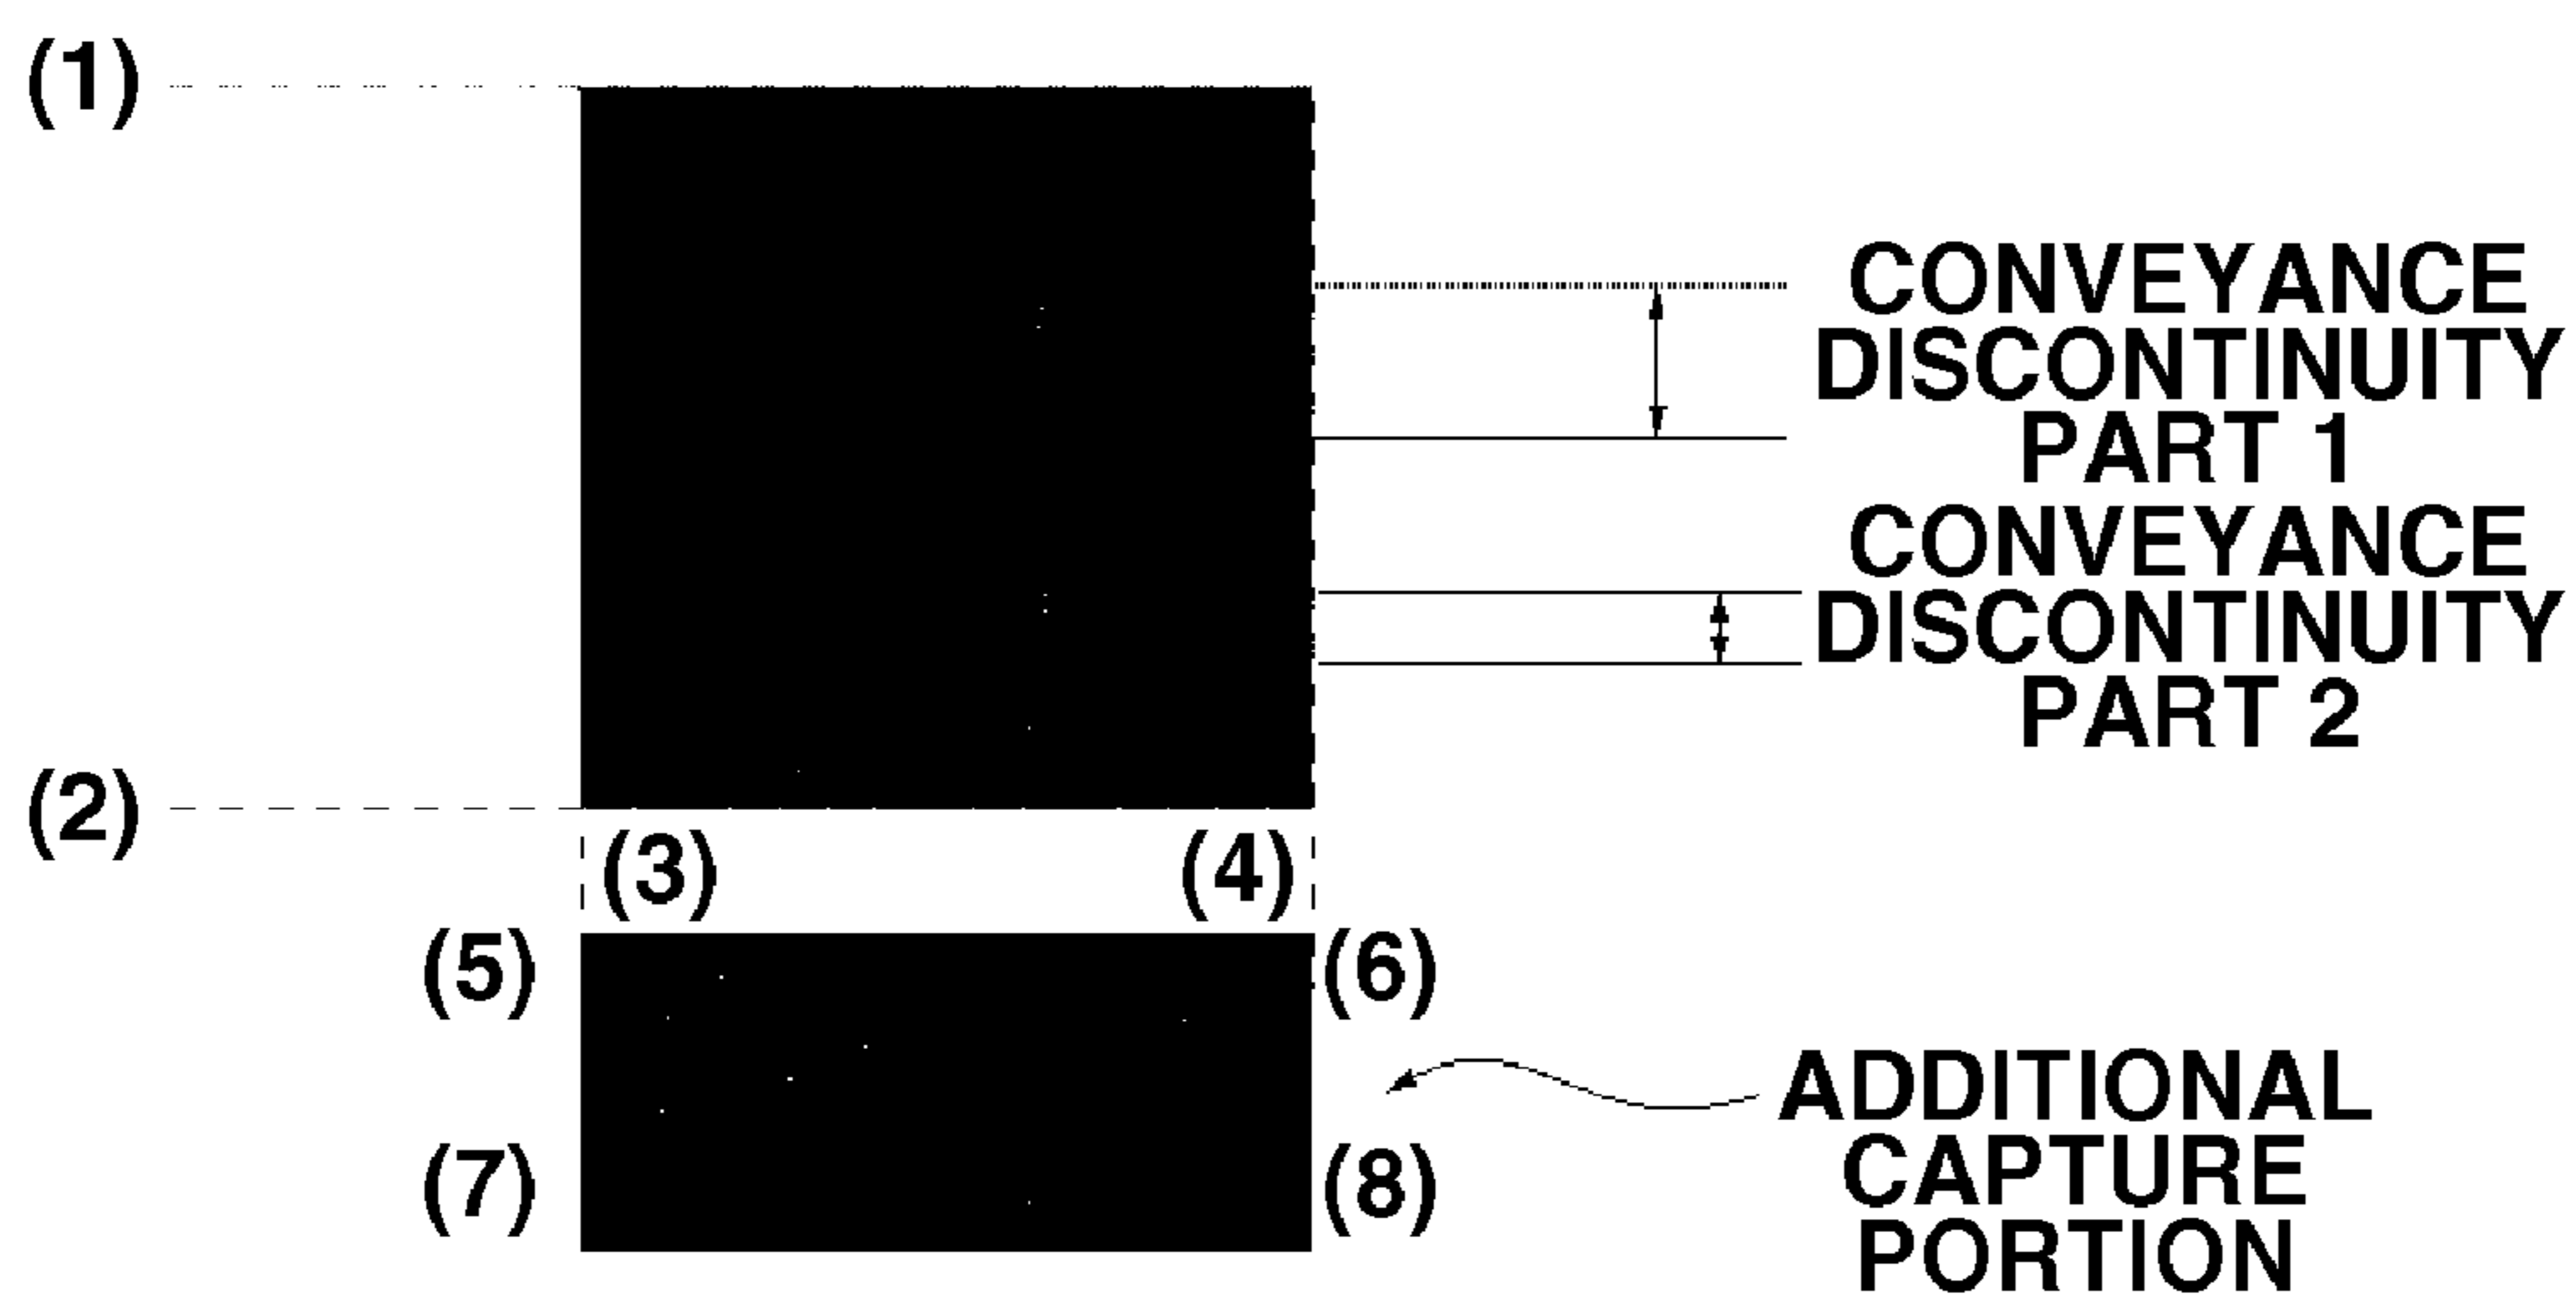 (1)
CONVEYANCE
DISCONTINUITY
PART 1
CONVEYANCE
DISCONTINUITY
PART 2
(2)
(3)
(4)
(5)
(6)
ADDITIONAL
CAPTURE
PORTION
(7)
(8)